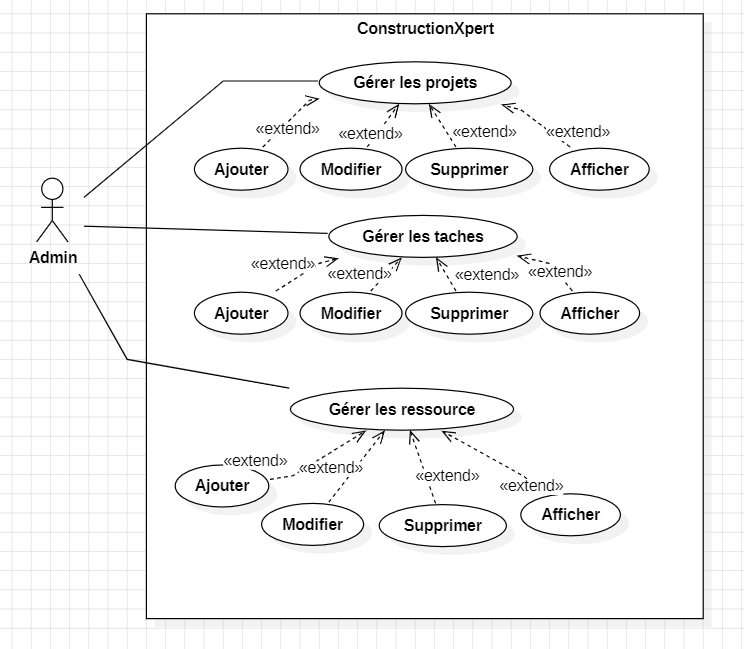 ConstructionXpert
Gérer les projets
«extend» «extend» «extend» «extend»
Ajouter Modifier Supprimer Afficher
Gérer les taches
Admin
«extend» «extend» «extend» «extend»
Ajouter Modifier Supprimer Afficher
Gérer les ressource
«extend» «extend» «extend» «extend»
Ajouter Modifier Supprimer Afficher